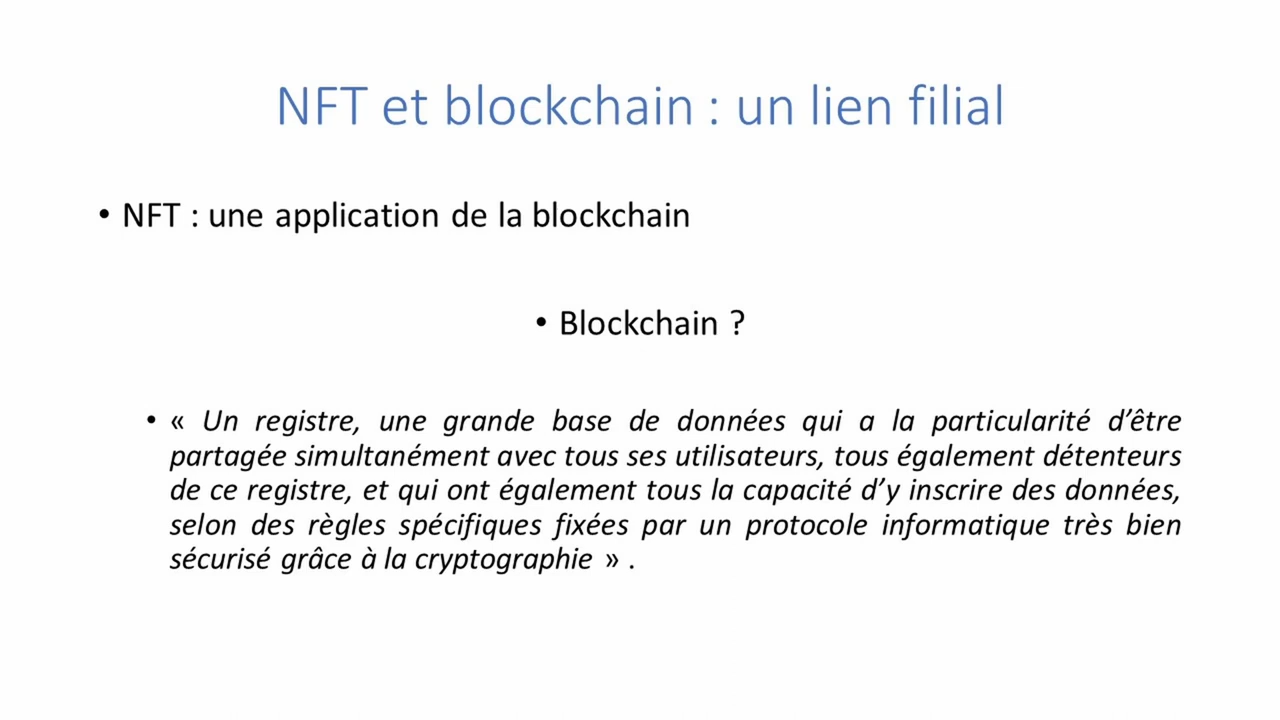 NFT et blockchain : un lien filial
• NFT : une application de la blockchain
• Blockchain ?
• « Un registre, une grande base de données qui a la particularité d’être
partagée simultanément avec tous ses utilisateurs, tous également détenteurs
de ce registre, et qui ont également tous la capacité d’y inscrire des données,
selon des règles spécifiques fixées par un protocole informatique très bien
sécurisé grâce à la cryptographie » .